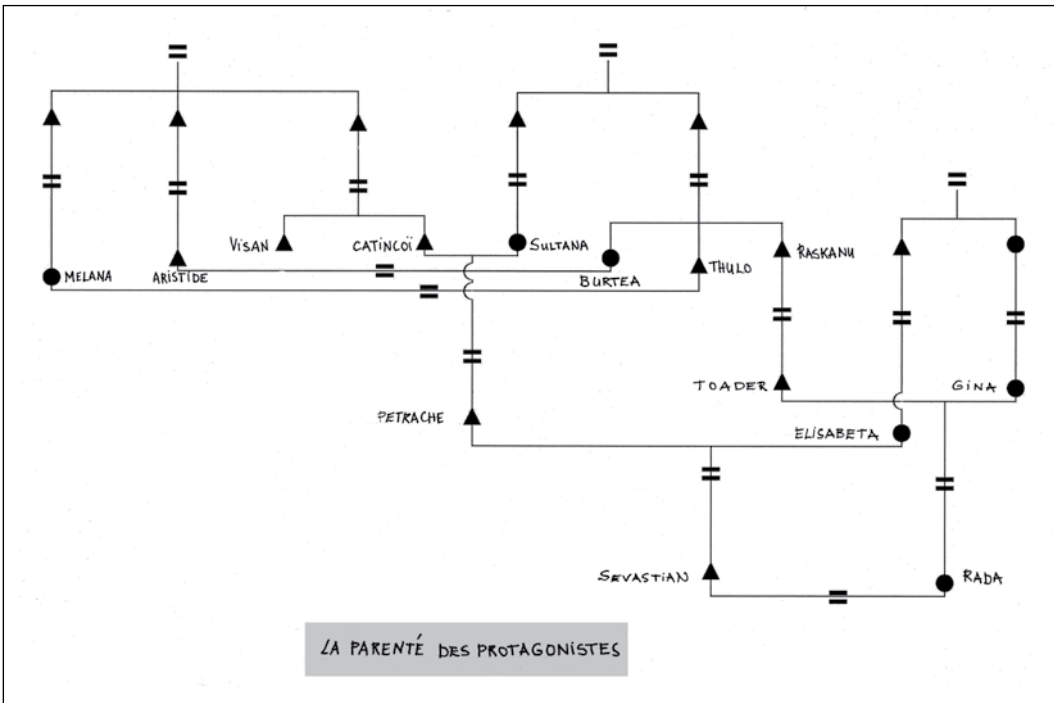 VISAN
CATINCOÏ
SULTANA
RASKANU
MELANA
ARISTIDE
BURTEA
THULO
TOADER
GINA
PETRACHE
ELISABETA
SEVASTIAN
RADA
LA PARENTÉ DES PROTAGONISTES